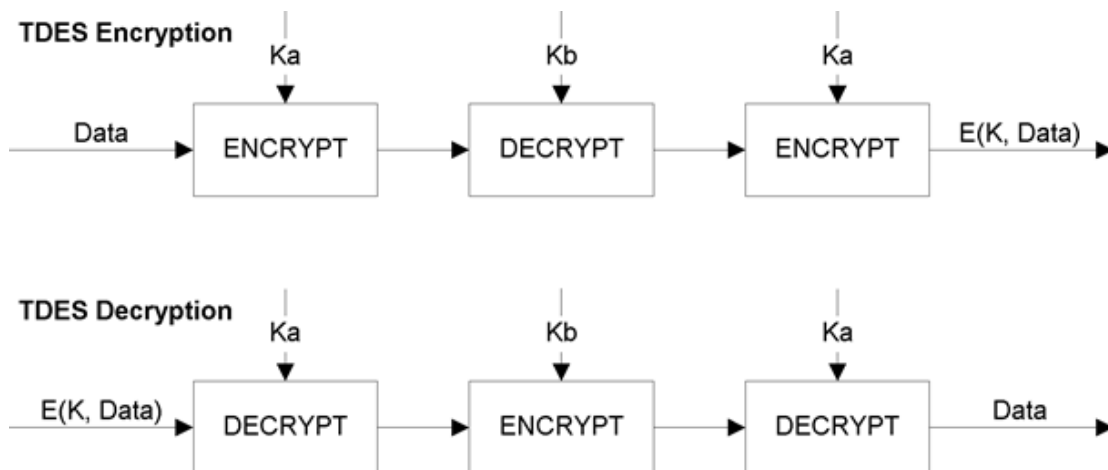 TDES Encryption
Ka Kb Ka
Data ENCRYPT DECRYPT ENCRYPT E(K, Data)
TDES Decryption
Ka Kb Ka
E(K, Data) DECRYPT ENCRYPT DECRYPT Data